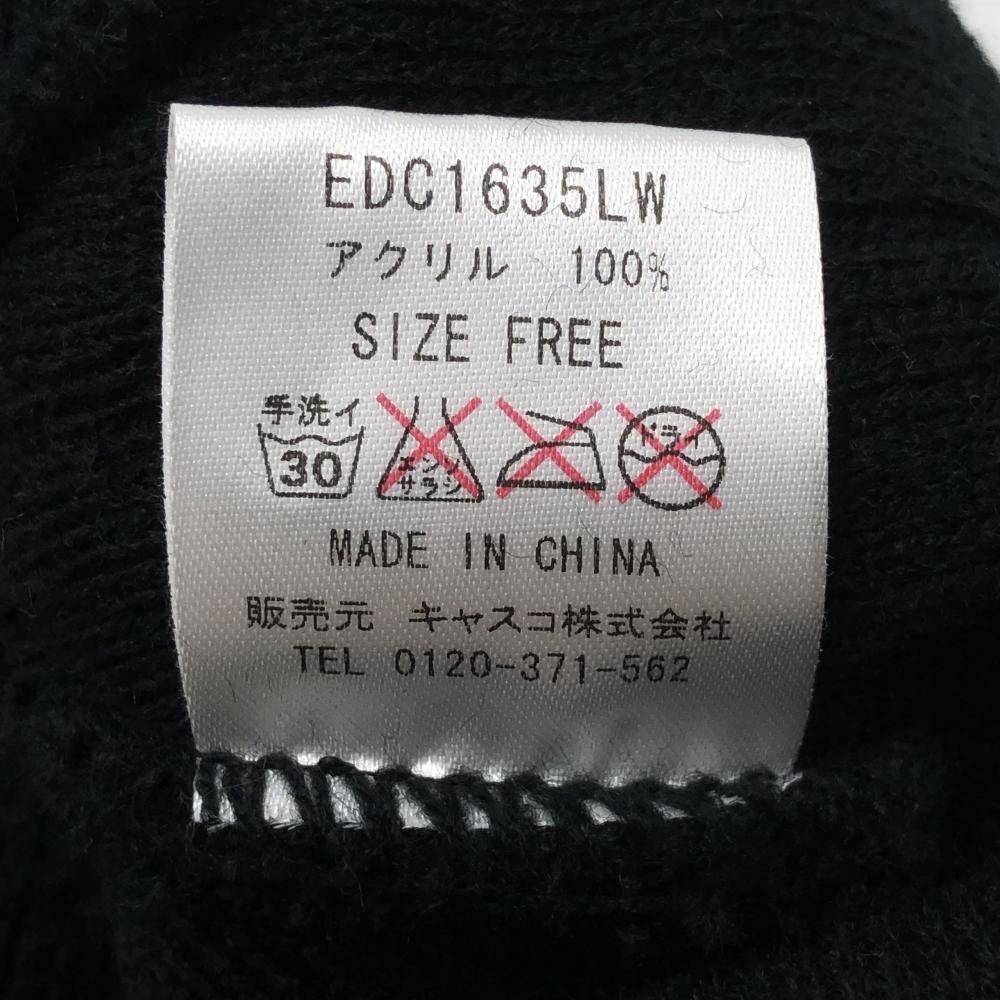 EDC1635LW
アクリル 100%
SIZE FREE
手洗イ
30
エンソ
サラシ
ドライ
MADE IN CHINA
販売元 キャスコ株式会社
TEL 0120-371-562